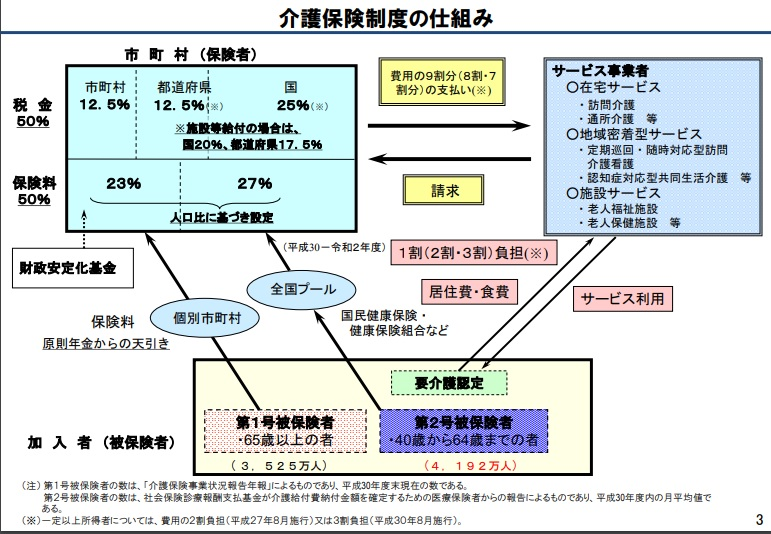 介護保険制度の仕組み
市 町 村 （保険者）
税 金
50%
市町村
12.5%
都道府県
12.5%(※)
国
25%(※)
※施設等給付の場合は、
国20%、都道府県17.5%
保険料
50%
23%
27%
人口比に基づき設定
財政安定化基金
（平成30－令和2年度）
費用の９割分（８割・７
割分）の支払い(※)
請求
サービス事業者
○在宅サービス
・訪問介護
・通所介護　等
○地域密着型サービス
・定期巡回・随時対応型訪問
介護看護
・認知症対応型共同生活介護　等
○施設サービス
・老人福祉施設
・老人保健施設　等
１割（２割・３割）負担(※)
居住費・食費
サービス利用
全国プール
個別市町村
国民健康保険・
健康保険組合など
保険料
原則年金からの天引き
要介護認定
加 入 者 （被保険者）
第１号被保険者
・65歳以上の者
第２号被保険者
・40歳から64歳までの者
（３，５２５万人）
（４，１９２万人）
（注） 第１号被保険者の数は、「介護保険事業状況報告年報」によるものであり、平成30年度末現在の数である。
第２号被保険者の数は、社会保険診療報酬支払基金が介護給付費納付金額を確定するための医療保険者からの報告によるものであり、平成30年度内の月平均値で
ある。
（※）一定以上所得者については、費用の２割負担（平成27年８月施行）又は３割負担（平成30年８月施行）。
3